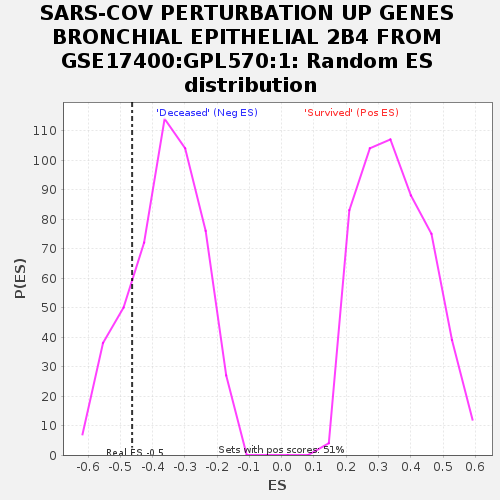 SARS-COV PERTURBATION UP GENES
BRONCHIAL EPITHELIAL 2B4 FROM
GSE17400:GPL570:1: Random ES
distribution
'Deceased' (Neg ES) 'Survived' (Pos ES)
110
100
90
80
70
60
50
40
30
20
10
0
P(ES)
Real ES -0.5
Sets with pos scores: 51%
-0.6 -0.5 -0.4 -0.3 -0.2 -0.1 0.0 0.1 0.2 0.3 0.4 0.5 0.6
ES